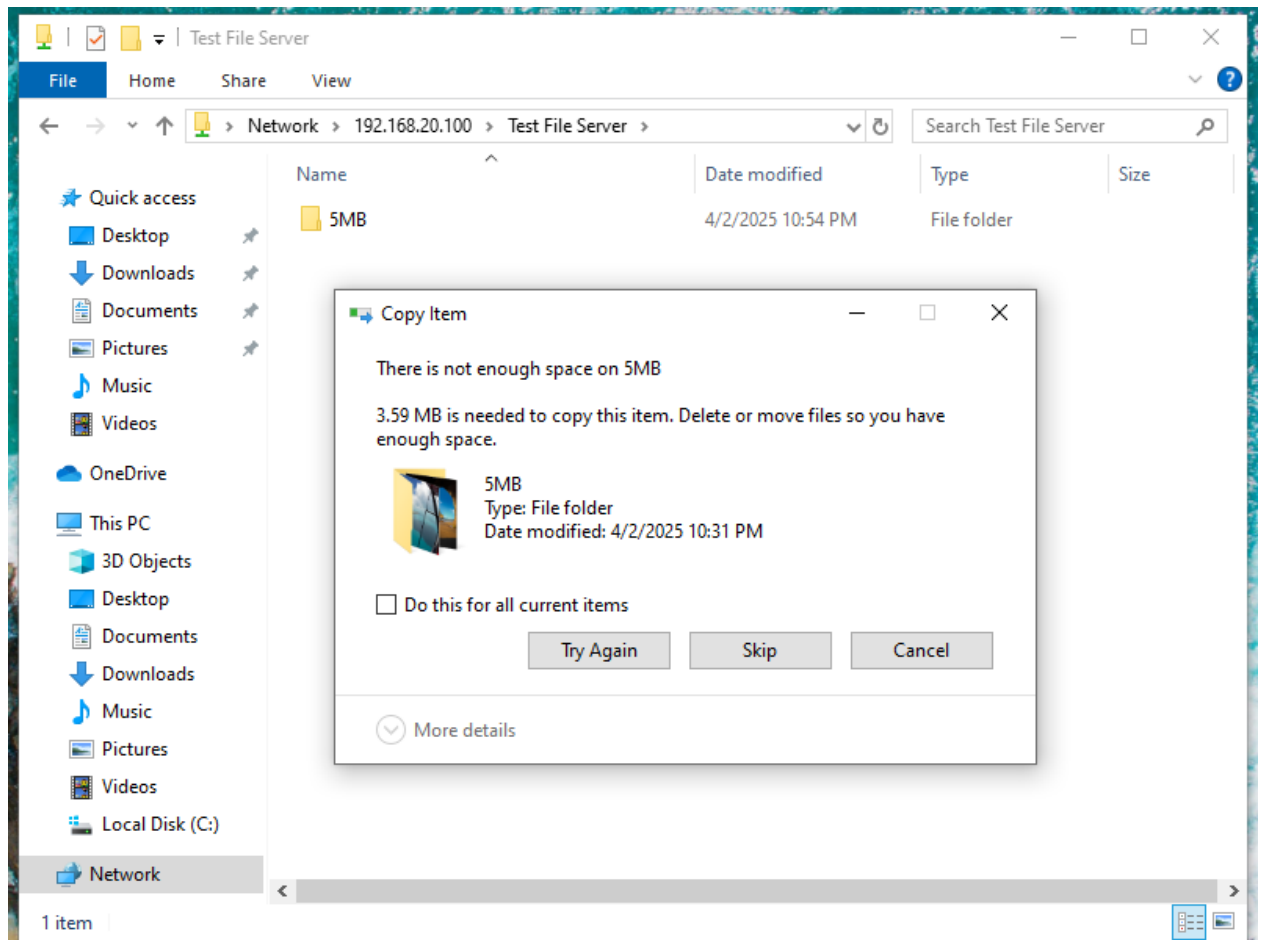 Test File Server
File Home Share View
Network 192.168.20.100 Test File Server
Search Test File Server
Name Date modified Type Size
5MB 4/2/2025 10:54 PM File folder
Quick access
Desktop
Downloads
Documents
Pictures
Music
Videos
OneDrive
This PC
3D Objects
Desktop
Documents
Downloads
Music
Pictures
Videos
Local Disk (C:)
Network
Copy Item
There is not enough space on 5MB
3.59 MB is needed to copy this item. Delete or move files so you have
enough space.
5MB
Type: File folder
Date modified: 4/2/2025 10:31 PM
Do this for all current items
Try Again Skip Cancel
More details
1 item